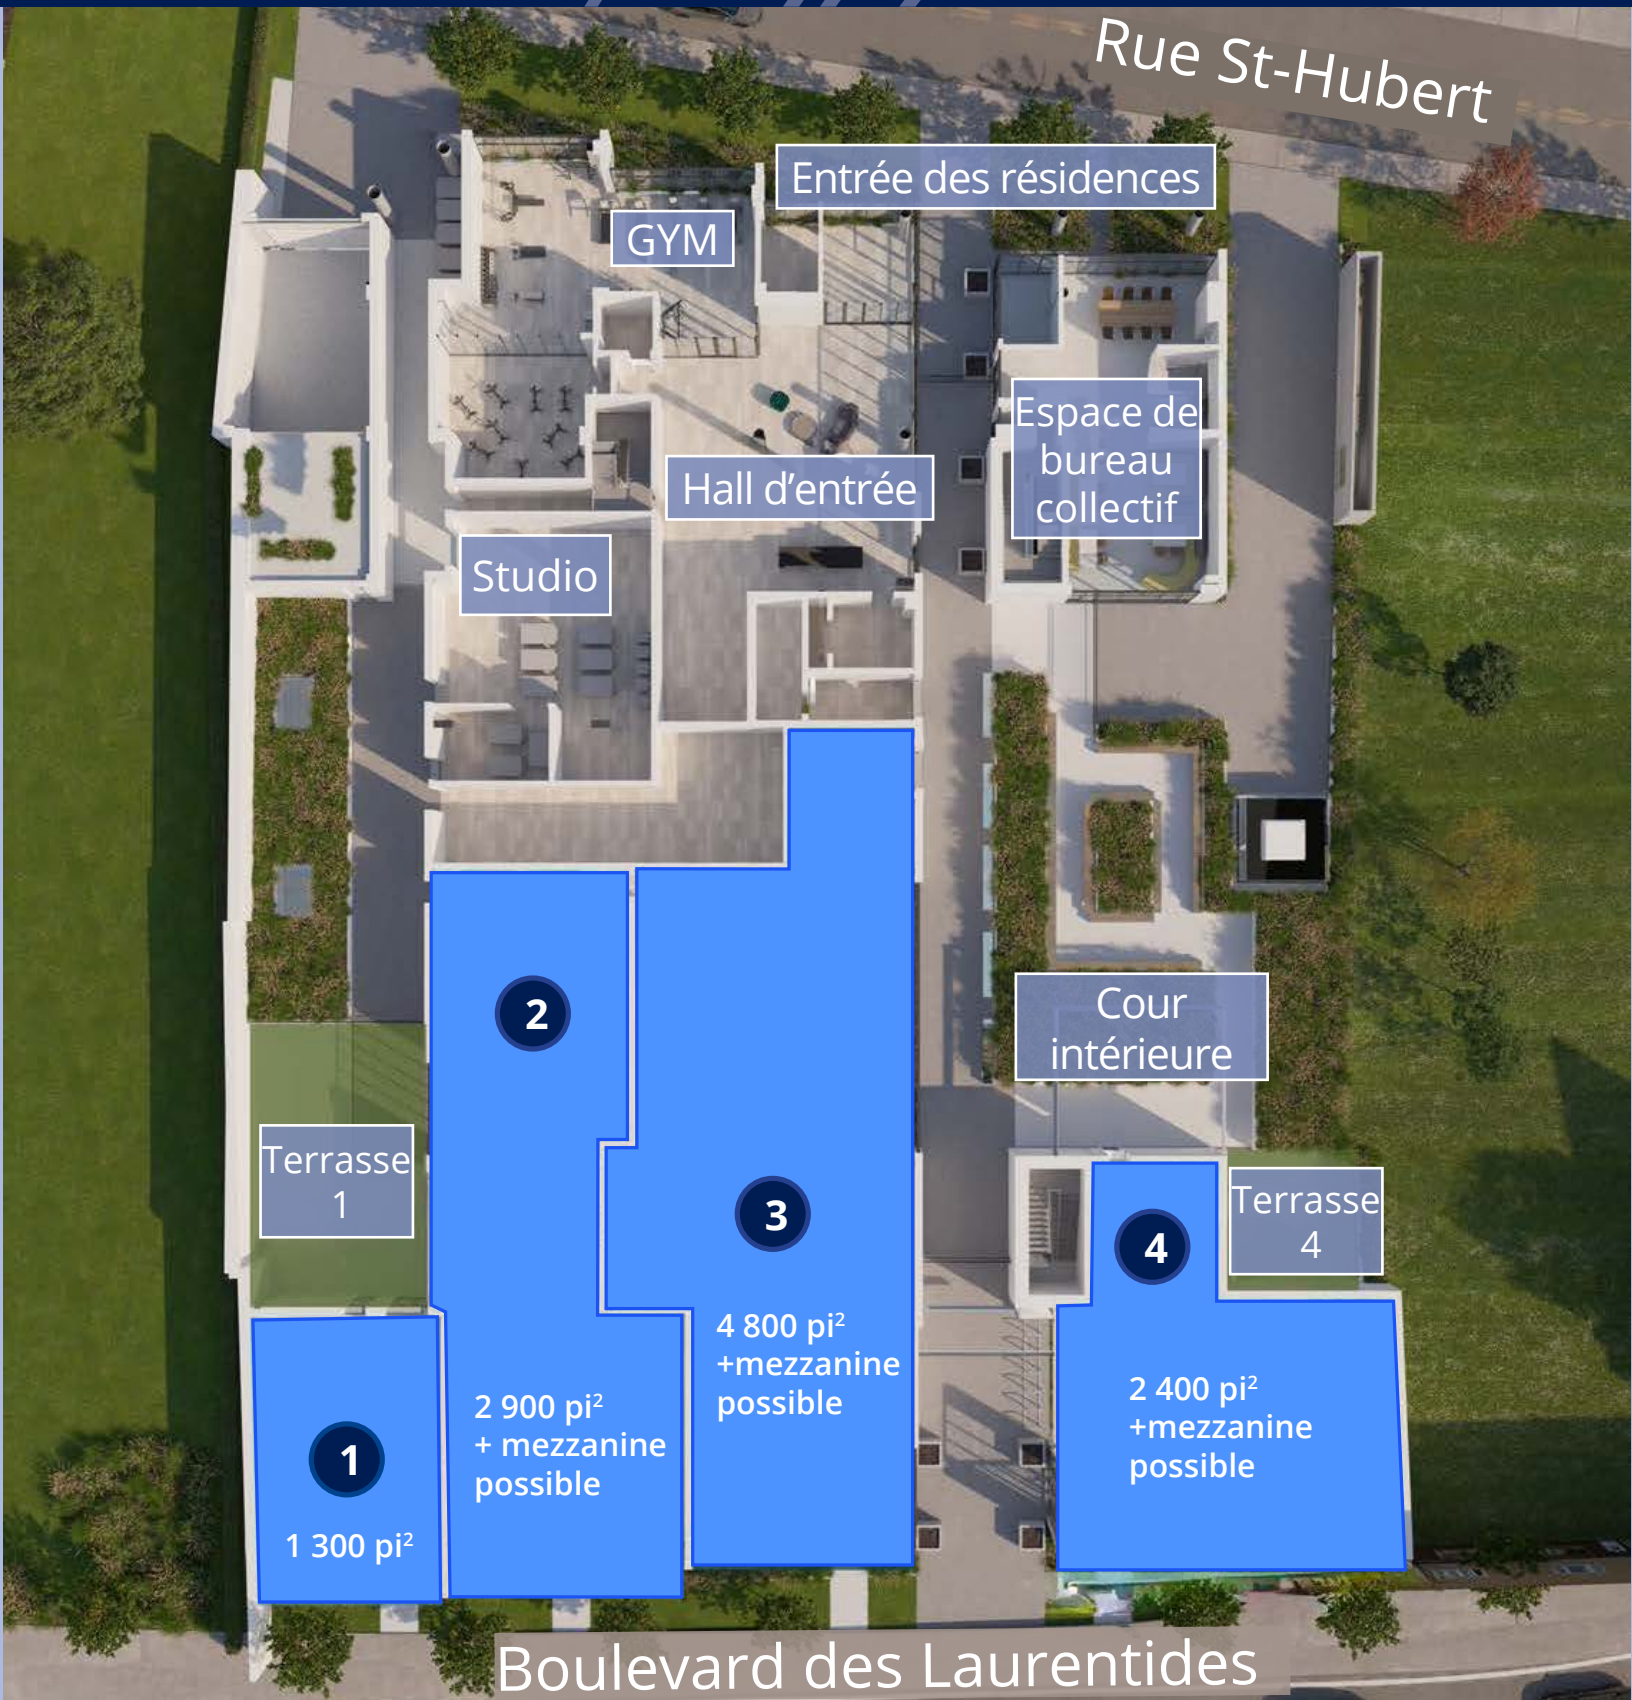 Rue St-Hubert
Entrée des résidences
GYM
Espace de
bureau
collectif
Hall d’entrée
Studio
2
Cour
intérieure
Terrasse
1
3
Terrasse
4
4
4 800 pi²
+mezzanine
possible
2 400 pi²
+mezzanine
possible
2 900 pi²
+ mezzanine
possible
1
1 300 pi²
Boulevard des Laurentides